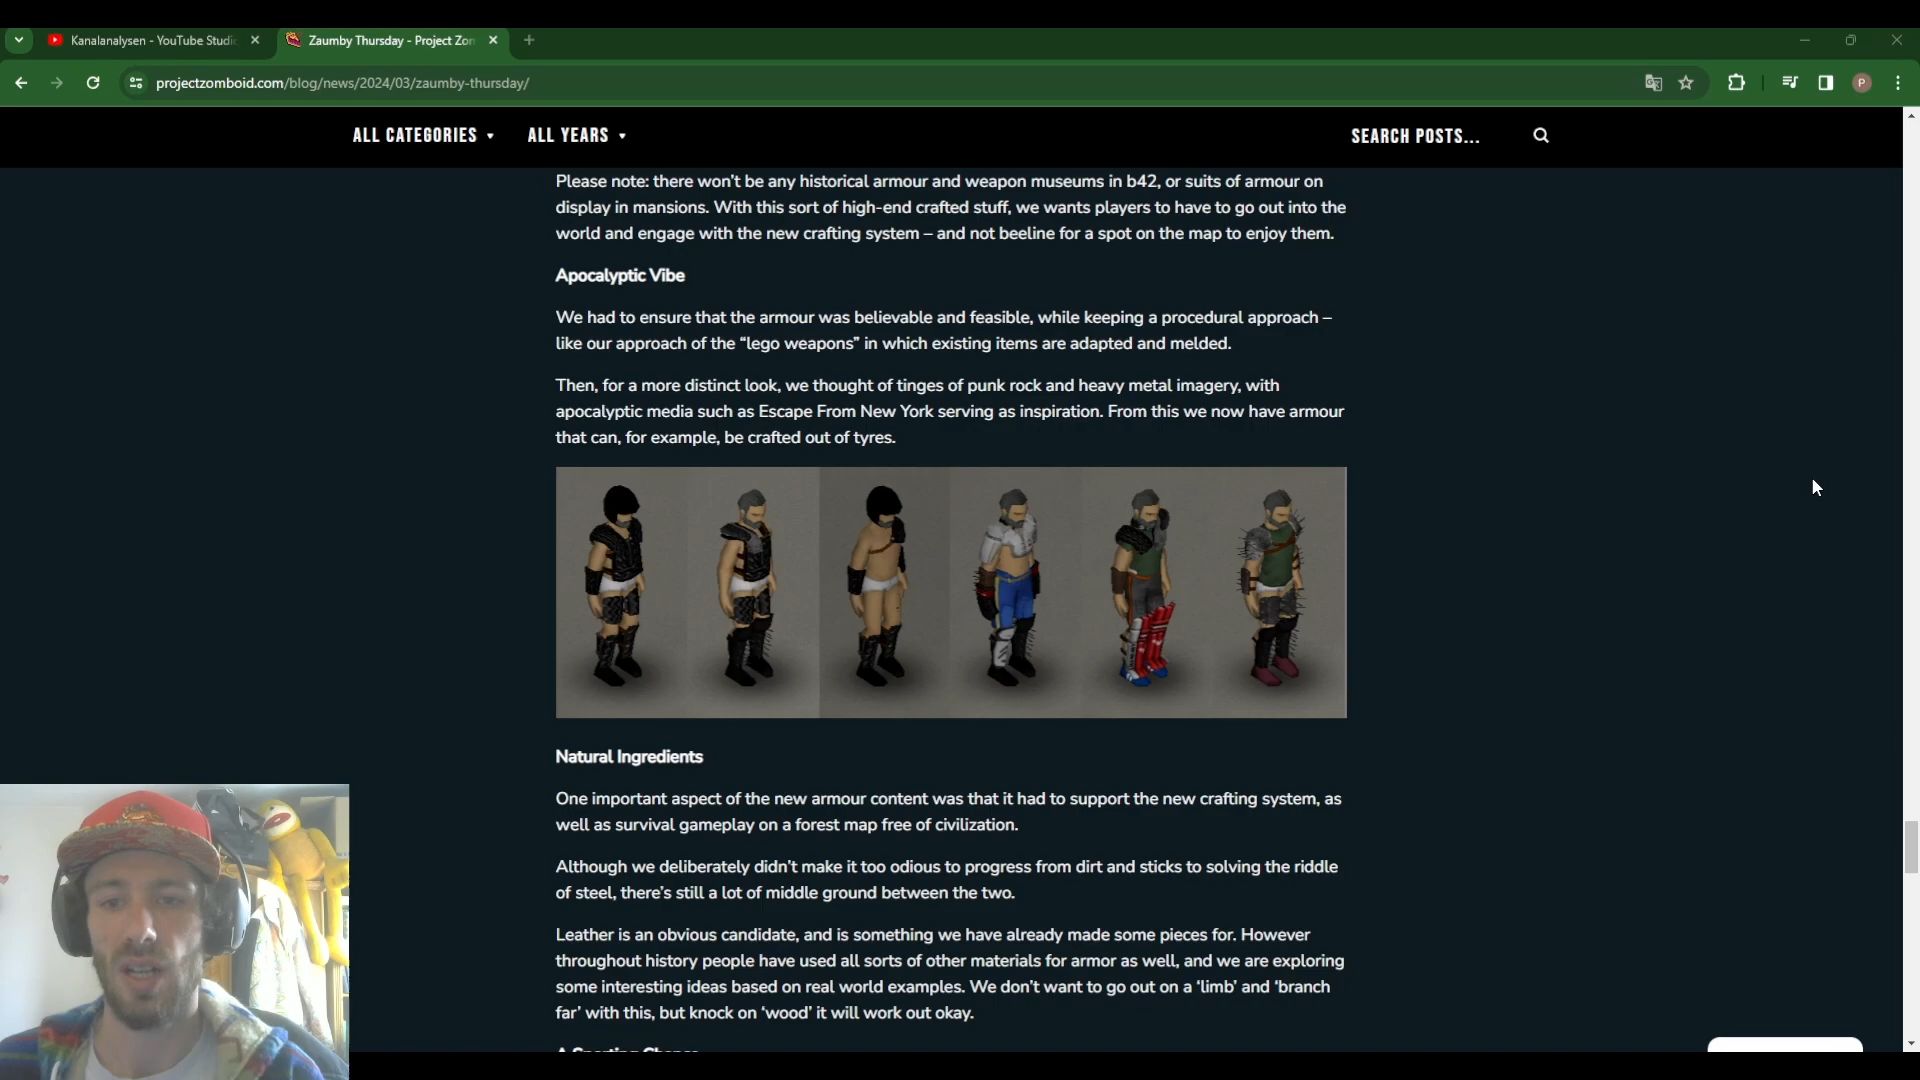 Kanalanalysen - YouTube Studi
Zaumby Thursday - Project Zon
projectzomboid.com/blog/news/2024/03/zaumby-thursday/
P
ALL CATEGORIES
ALL YEARS
SEARCH POSTS...
Please note: there won't be any historical armour and weapon museums in b42, or suits of armour on
display in mansions. With this sort of high-end crafted stuff, we wants players to have to go out into the
world and engage with the new crafting system – and not beeline for a spot on the map to enjoy them.
Apocalyptic Vibe
We had to ensure that the armour was believable and feasible, while keeping a procedural approach –
like our approach of the “lego weapons” in which existing items are adapted and melded.
Then, for a more distinct look, we thought of tinges of punk rock and heavy metal imagery, with
apocalyptic media such as Escape From New York serving as inspiration. From this we now have armour
that can, for example, be crafted out of tyres.
Natural Ingredients
One important aspect of the new armour content was that it had to support the new crafting system, as
well as survival gameplay on a forest map free of civilization.
Although we deliberately didn't make it too odious to progress from dirt and sticks to solving the riddle
of steel, there's still a lot of middle ground between the two.
Leather is an obvious candidate, and is something we have already made some pieces for. However
throughout history people have used all sorts of other materials for armor as well, and we are exploring
some interesting ideas based on real world examples. We don't want to go out on a ‘limb’ and ‘branch
far’ with this, but knock on ‘wood’ it will work out okay.
A Sporting Chance